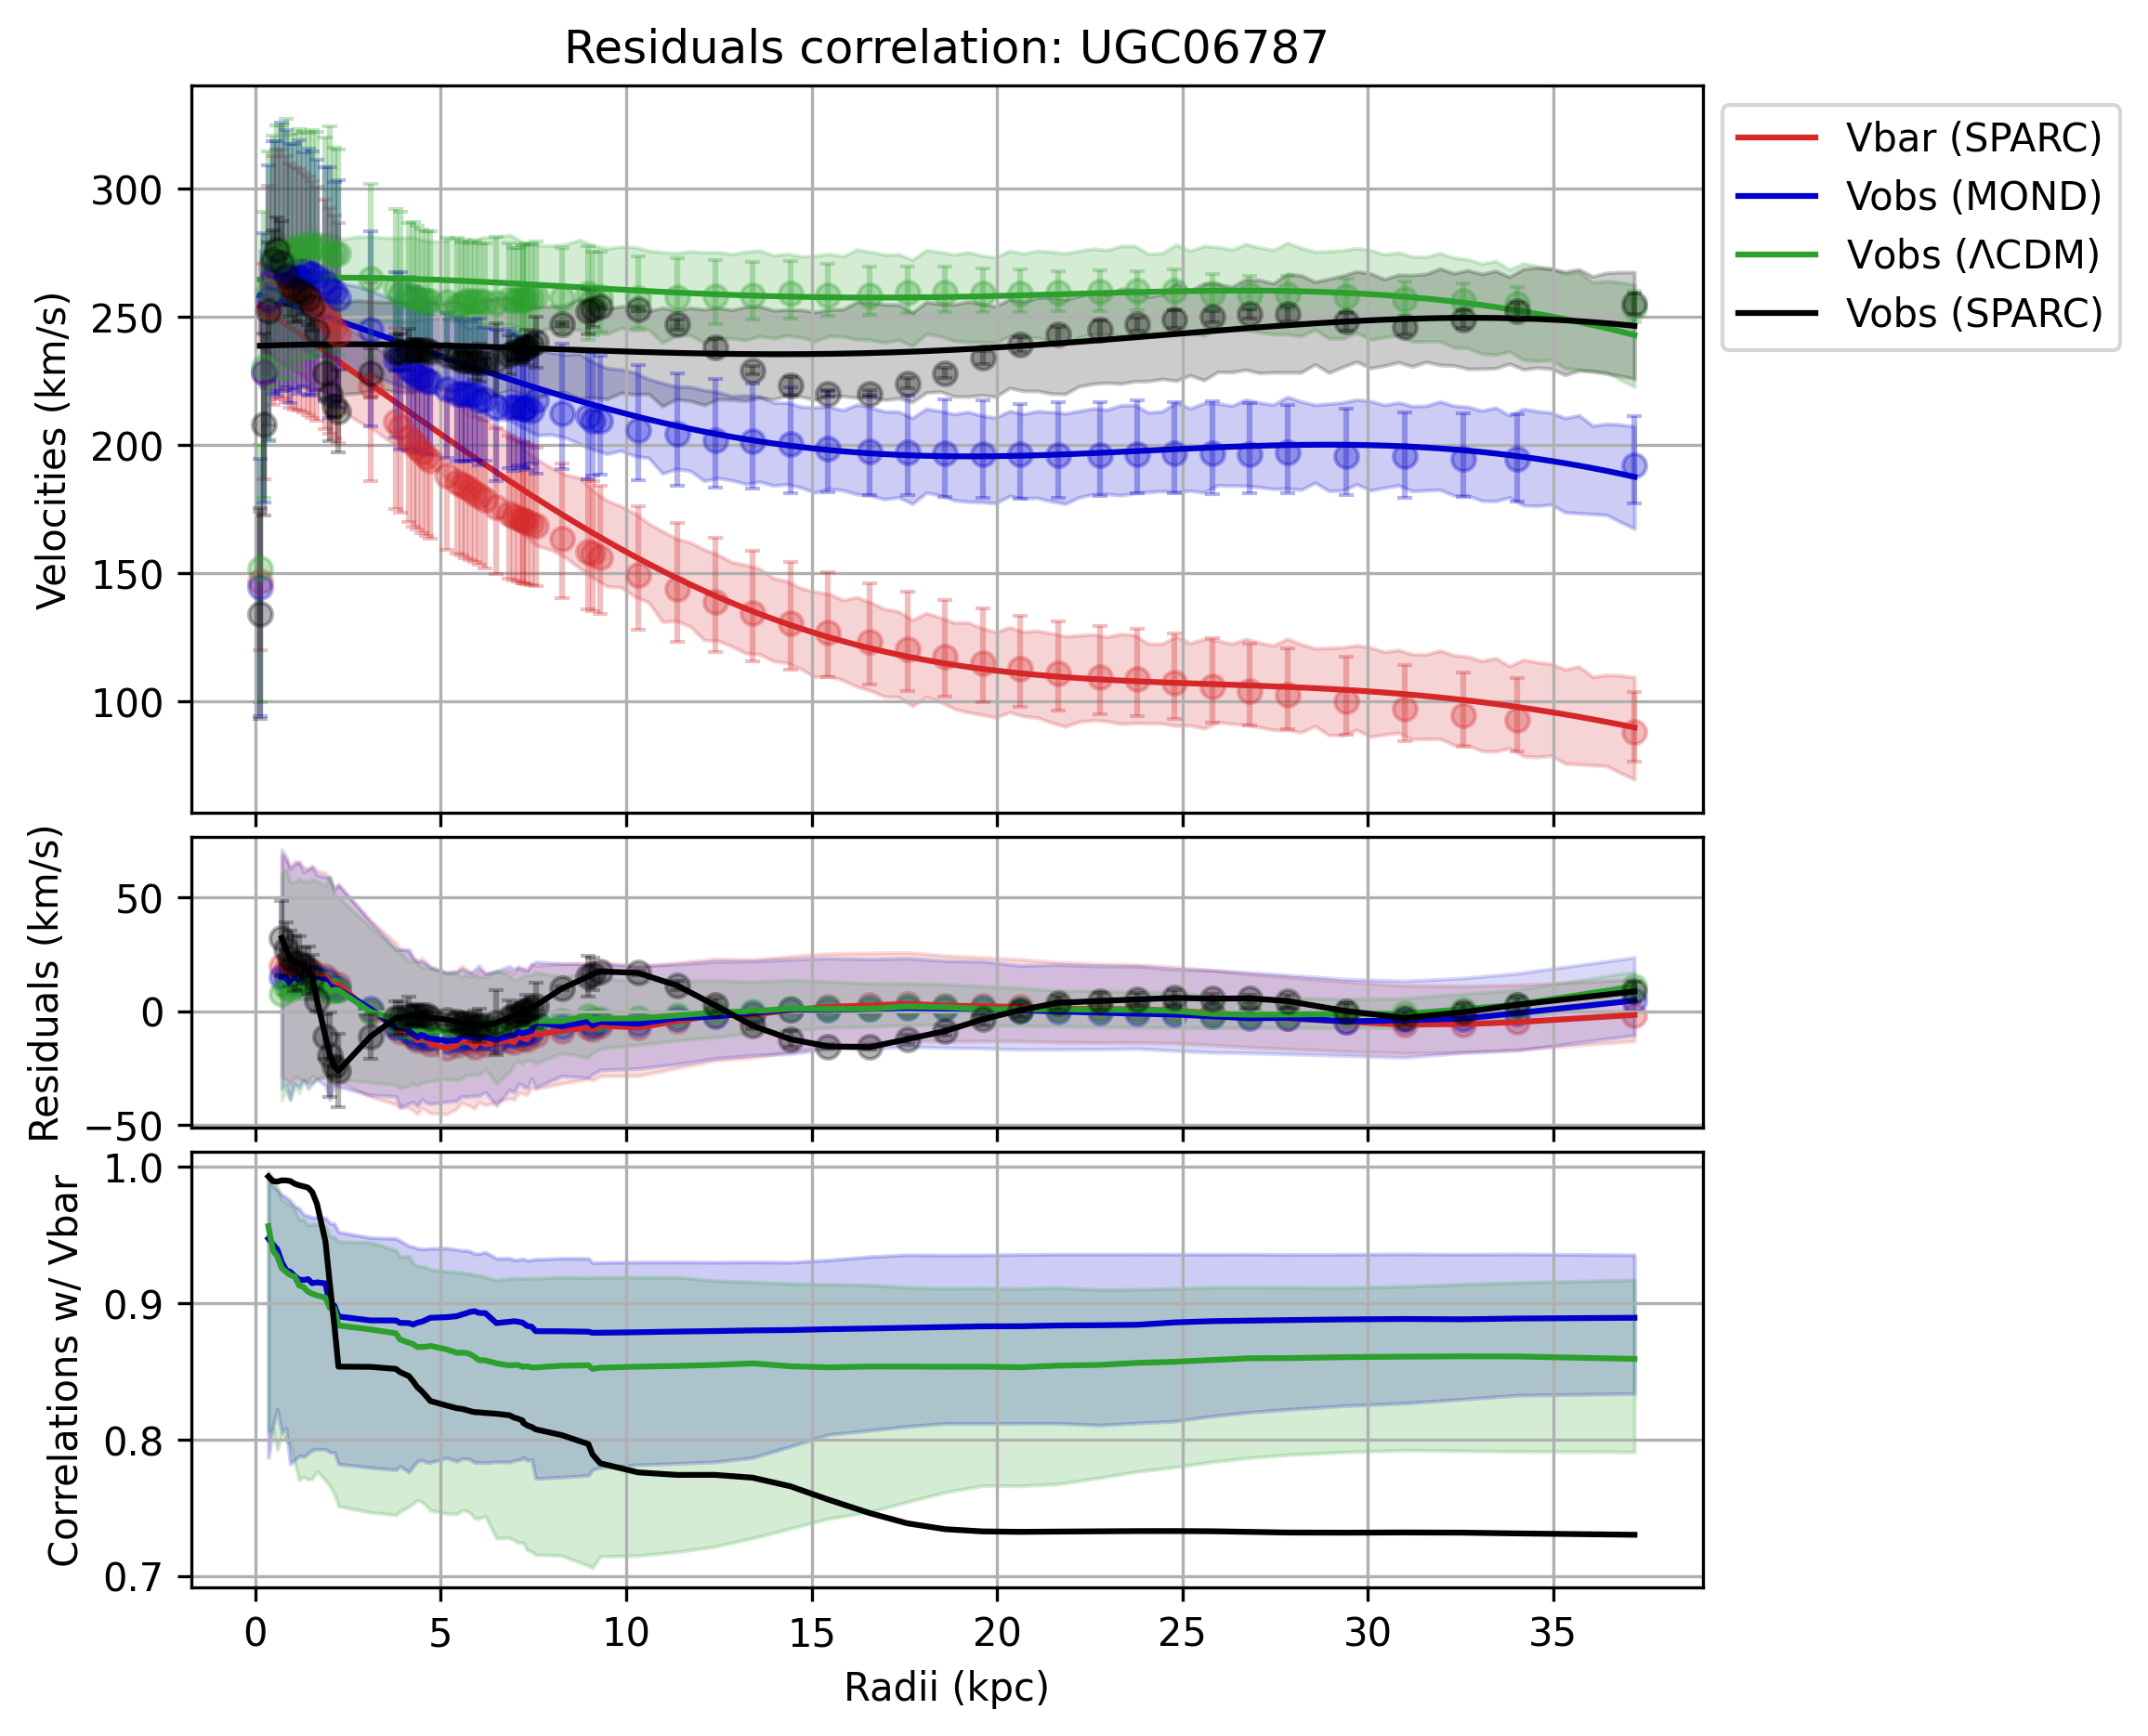 Residuals correlation: UGC06787
Velocities (km/s)
300
250
200
150
100
Vbar (SPARC)
Vobs (MOND)
Vobs (ΛCDM)
Vobs (SPARC)
Residuals (km/s)
50
0
−50
Correlations w/ Vbar
1.0
0.9
0.8
0.7
0 5 10 15 20 25 30 35
Radii (kpc)